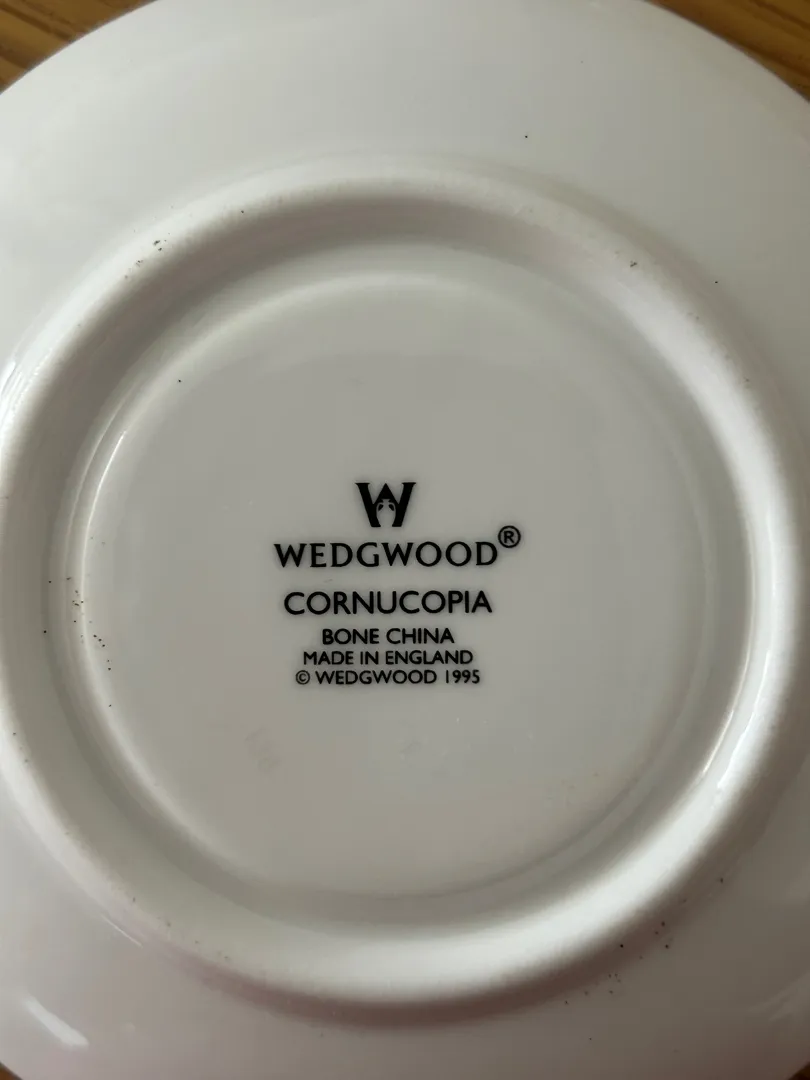 W
WEDGWOOD®
CORNUCOPIA
BONE CHINA
MADE IN ENGLAND
© WEDGWOOD 1995